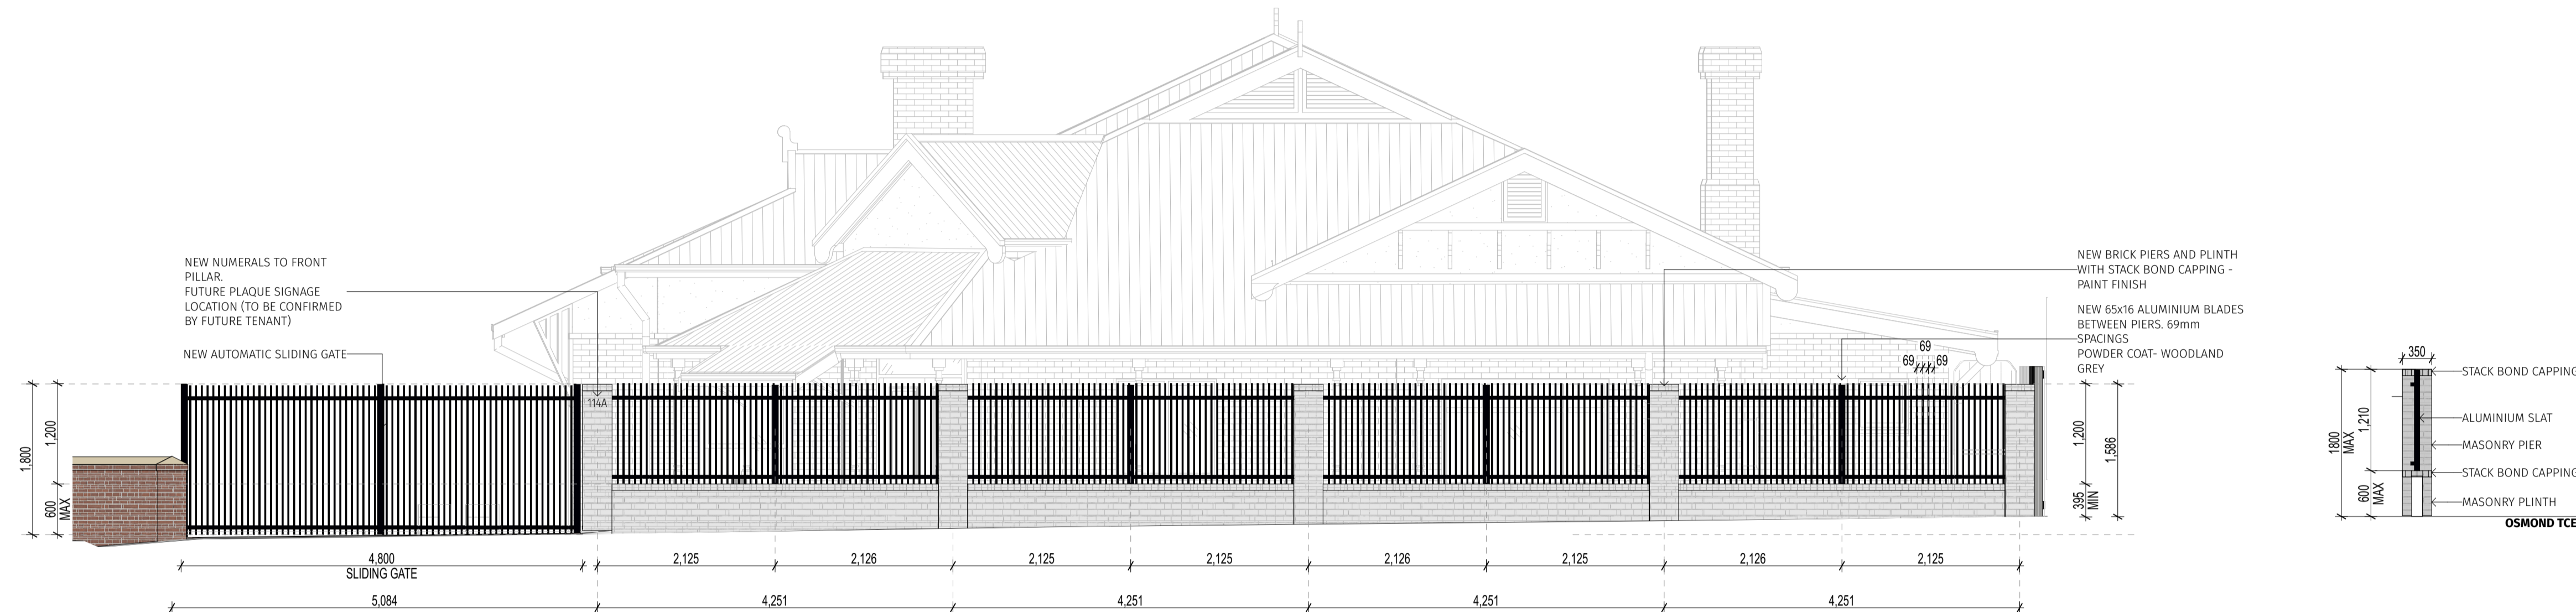 NEW NUMERALS TO FRONT
PILLAR.
FUTURE PLAQUE SIGNAGE
LOCATION (TO BE CONFIRMED
BY FUTURE TENANT)
NEW AUTOMATIC SLIDING GATE
NEW BRICK PIERS AND PLINTH
WITH STACK BOND CAPPING -
PAINT FINISH
NEW 65x16 ALUMINIUM BLADES
BETWEEN PIERS. 69mm
SPACINGS
POWDER COAT- WOODLAND
GREY
69
69 69
114A
1,800
1,200
600
MAX
1,200
395
MIN
1,586
4,800
SLIDING GATE
2,125
2,126
2,125
2,125
2,126
2,125
2,126
2,125
5,084
4,251
4,251
4,251
4,251
350
1800
MAX
1,210
600
MAX
STACK BOND CAPPING
ALUMINIUM SLAT
MASONRY PIER
STACK BOND CAPPING
MASONRY PLINTH
OSMOND TCE